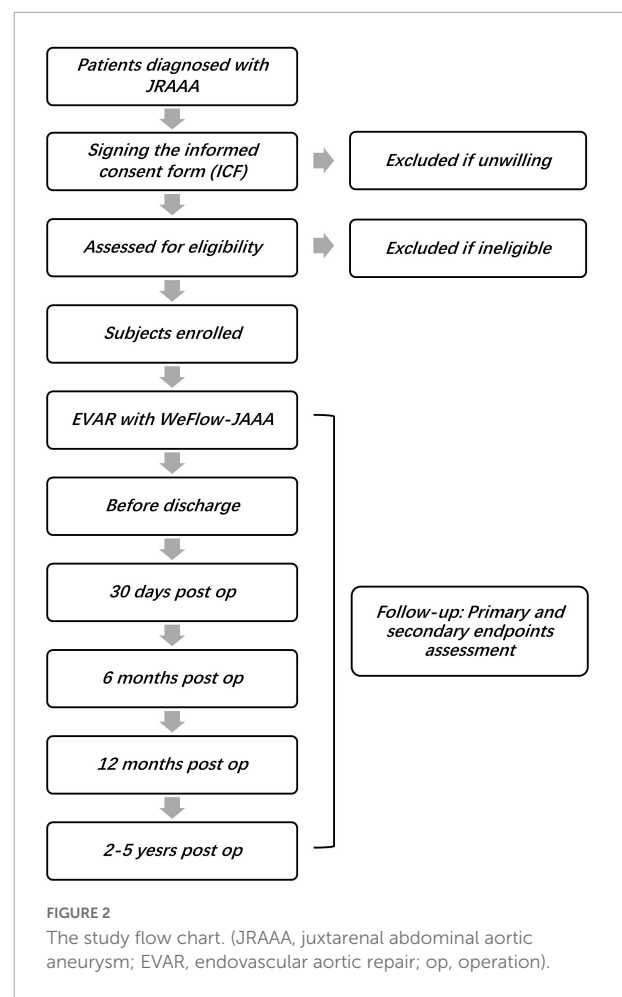 Patients diagnosed with
JRAAA
Signing the informed
consent form (ICF)
Excluded if unwilling
Assessed for eligibility
Excluded if ineligible
Subjects enrolled
EVAR with WeFlow-JAAA
Before discharge
30 days post op
Follow-up: Primary and
secondary endpoints
assessment
6 months post op
12 months post op
2-5 yesrs post op
FIGURE 2
The study flow chart. (JRAAA, juxtarenal abdominal aortic
aneurysm; EVAR, endovascular aortic repair; op, operation).